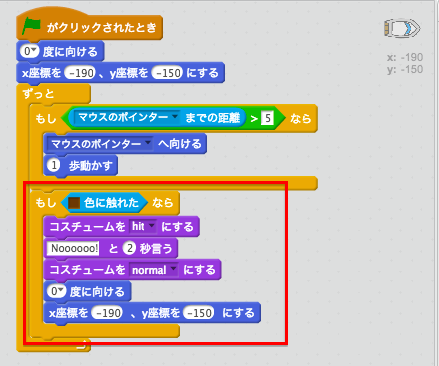 がクリックされたとき
0▼ 度に向ける
x座標を -190 、y座標を -150 にする
ずっと
もし マウスのポインター▼ までの距離 > 5 なら
マウスのポインター▼ へ向ける
1 歩動かす
もし 色に触れた なら
コスチュームを hit▼ にする
Noooooo! と 2 秒言う
コスチュームを normal▼ にする
0▼ 度に向ける
x座標を -190 、y座標を -150 にする
x: -190
y: -150